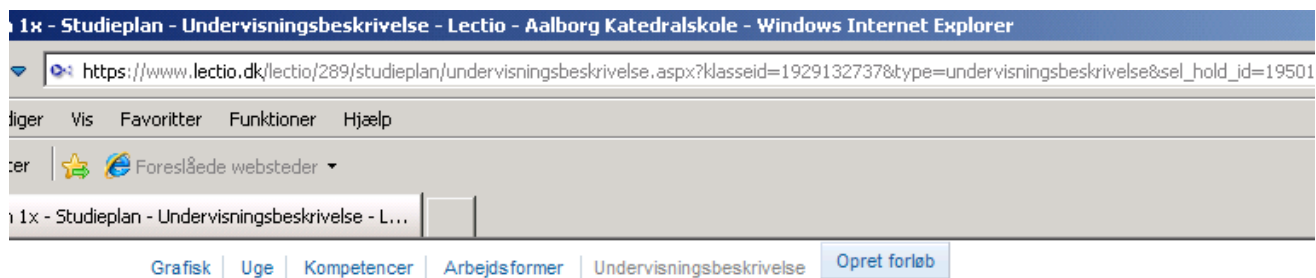 1x - Studieplan - Undervisningsbeskrivelse - Lectio - Aalborg Katedralskole - Windows Internet Explorer
https://www.lectio.dk/lectio/289/studieplan/undervisningsbeskrivelse.aspx?klasseid=1929132737&type=undervisningsbeskrivelse&sel_hold_id=19501
Vis Favoritter Funktioner Hjælp
Foreslåede websteder
1x - Studieplan - Undervisningsbeskrivelse - L...
Grafisk Uge Kompetencer Arbejdsformer Undervisningsbeskrivelse Opret forløb